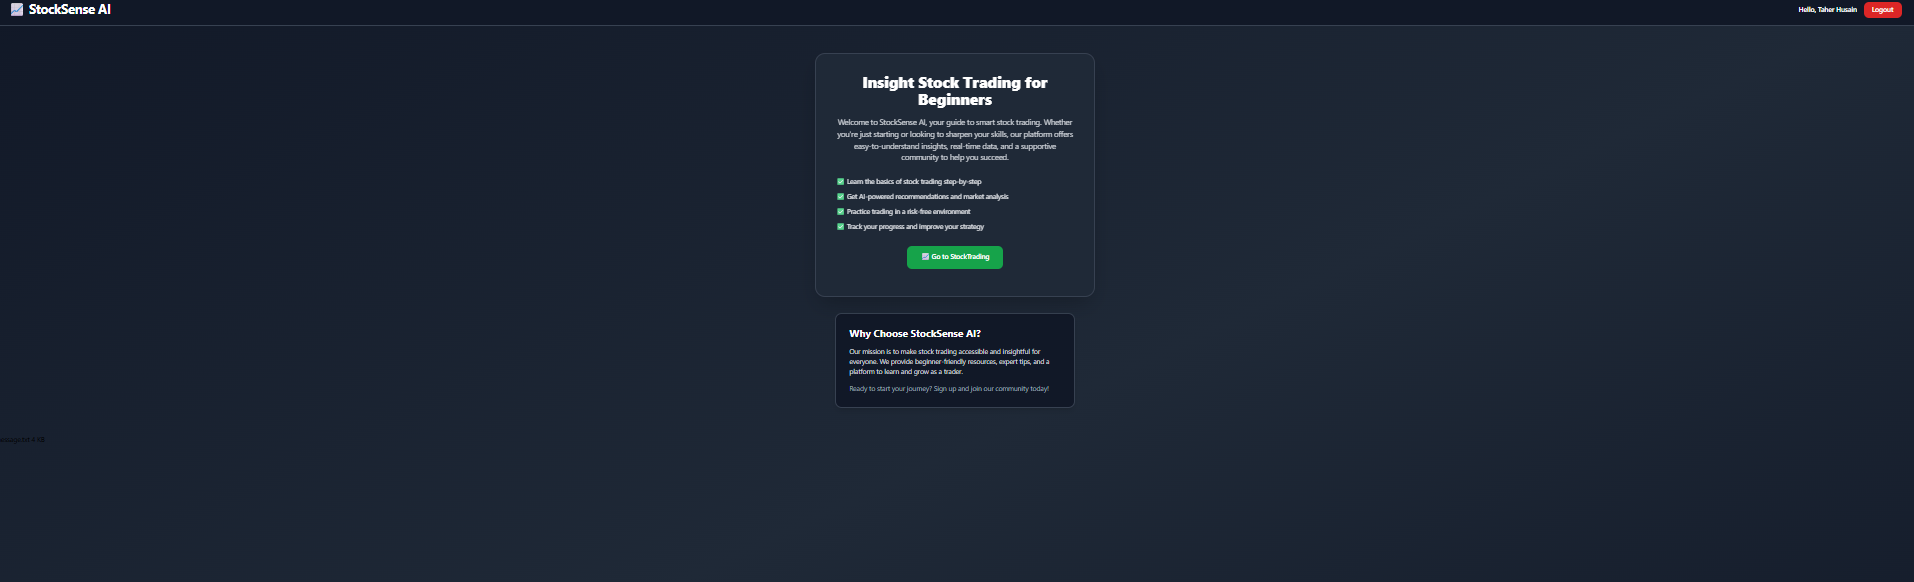 StockSense AI
Hello, Taher Husain
Logout
Insight Stock Trading for
Beginners
Welcome to StockSense AI, your guide to smart stock trading. Whether
you're just starting or looking to sharpen your skills, our platform offers
easy-to-understand insights, real-time data, and a supportive
community to help you succeed.
Learn the basics of stock trading step-by-step
Get AI-powered recommendations and market analysis
Practice trading in a risk-free environment
Track your progress and improve your strategy
Go to StockTrading
Why Choose StockSense AI?
Our mission is to make stock trading accessible and insightful for
everyone. We provide beginner-friendly resources, expert tips, and a
platform to learn and grow as a trader.
Ready to start your journey? Sign up and join our community today!
4 KB